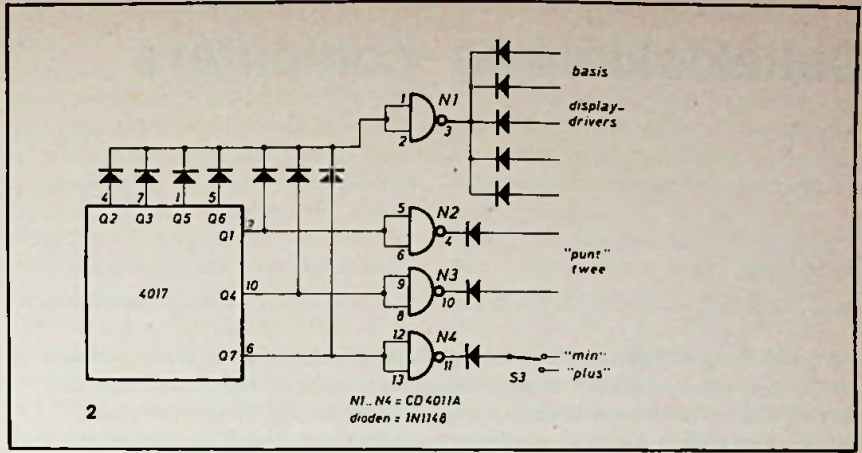 1
2
N1
3
basis
display-
drivers
4
7
1
5
Q2
Q3
Q5
Q6
2
Q1
4017
10
Q4
6
Q7
5
6
N2
4
"punt"
twee
9
8
N3
10
12
13
N4
11
S3
"min"
"plus"
N1...N4 = CD4011A
dioden = 1N1148
2